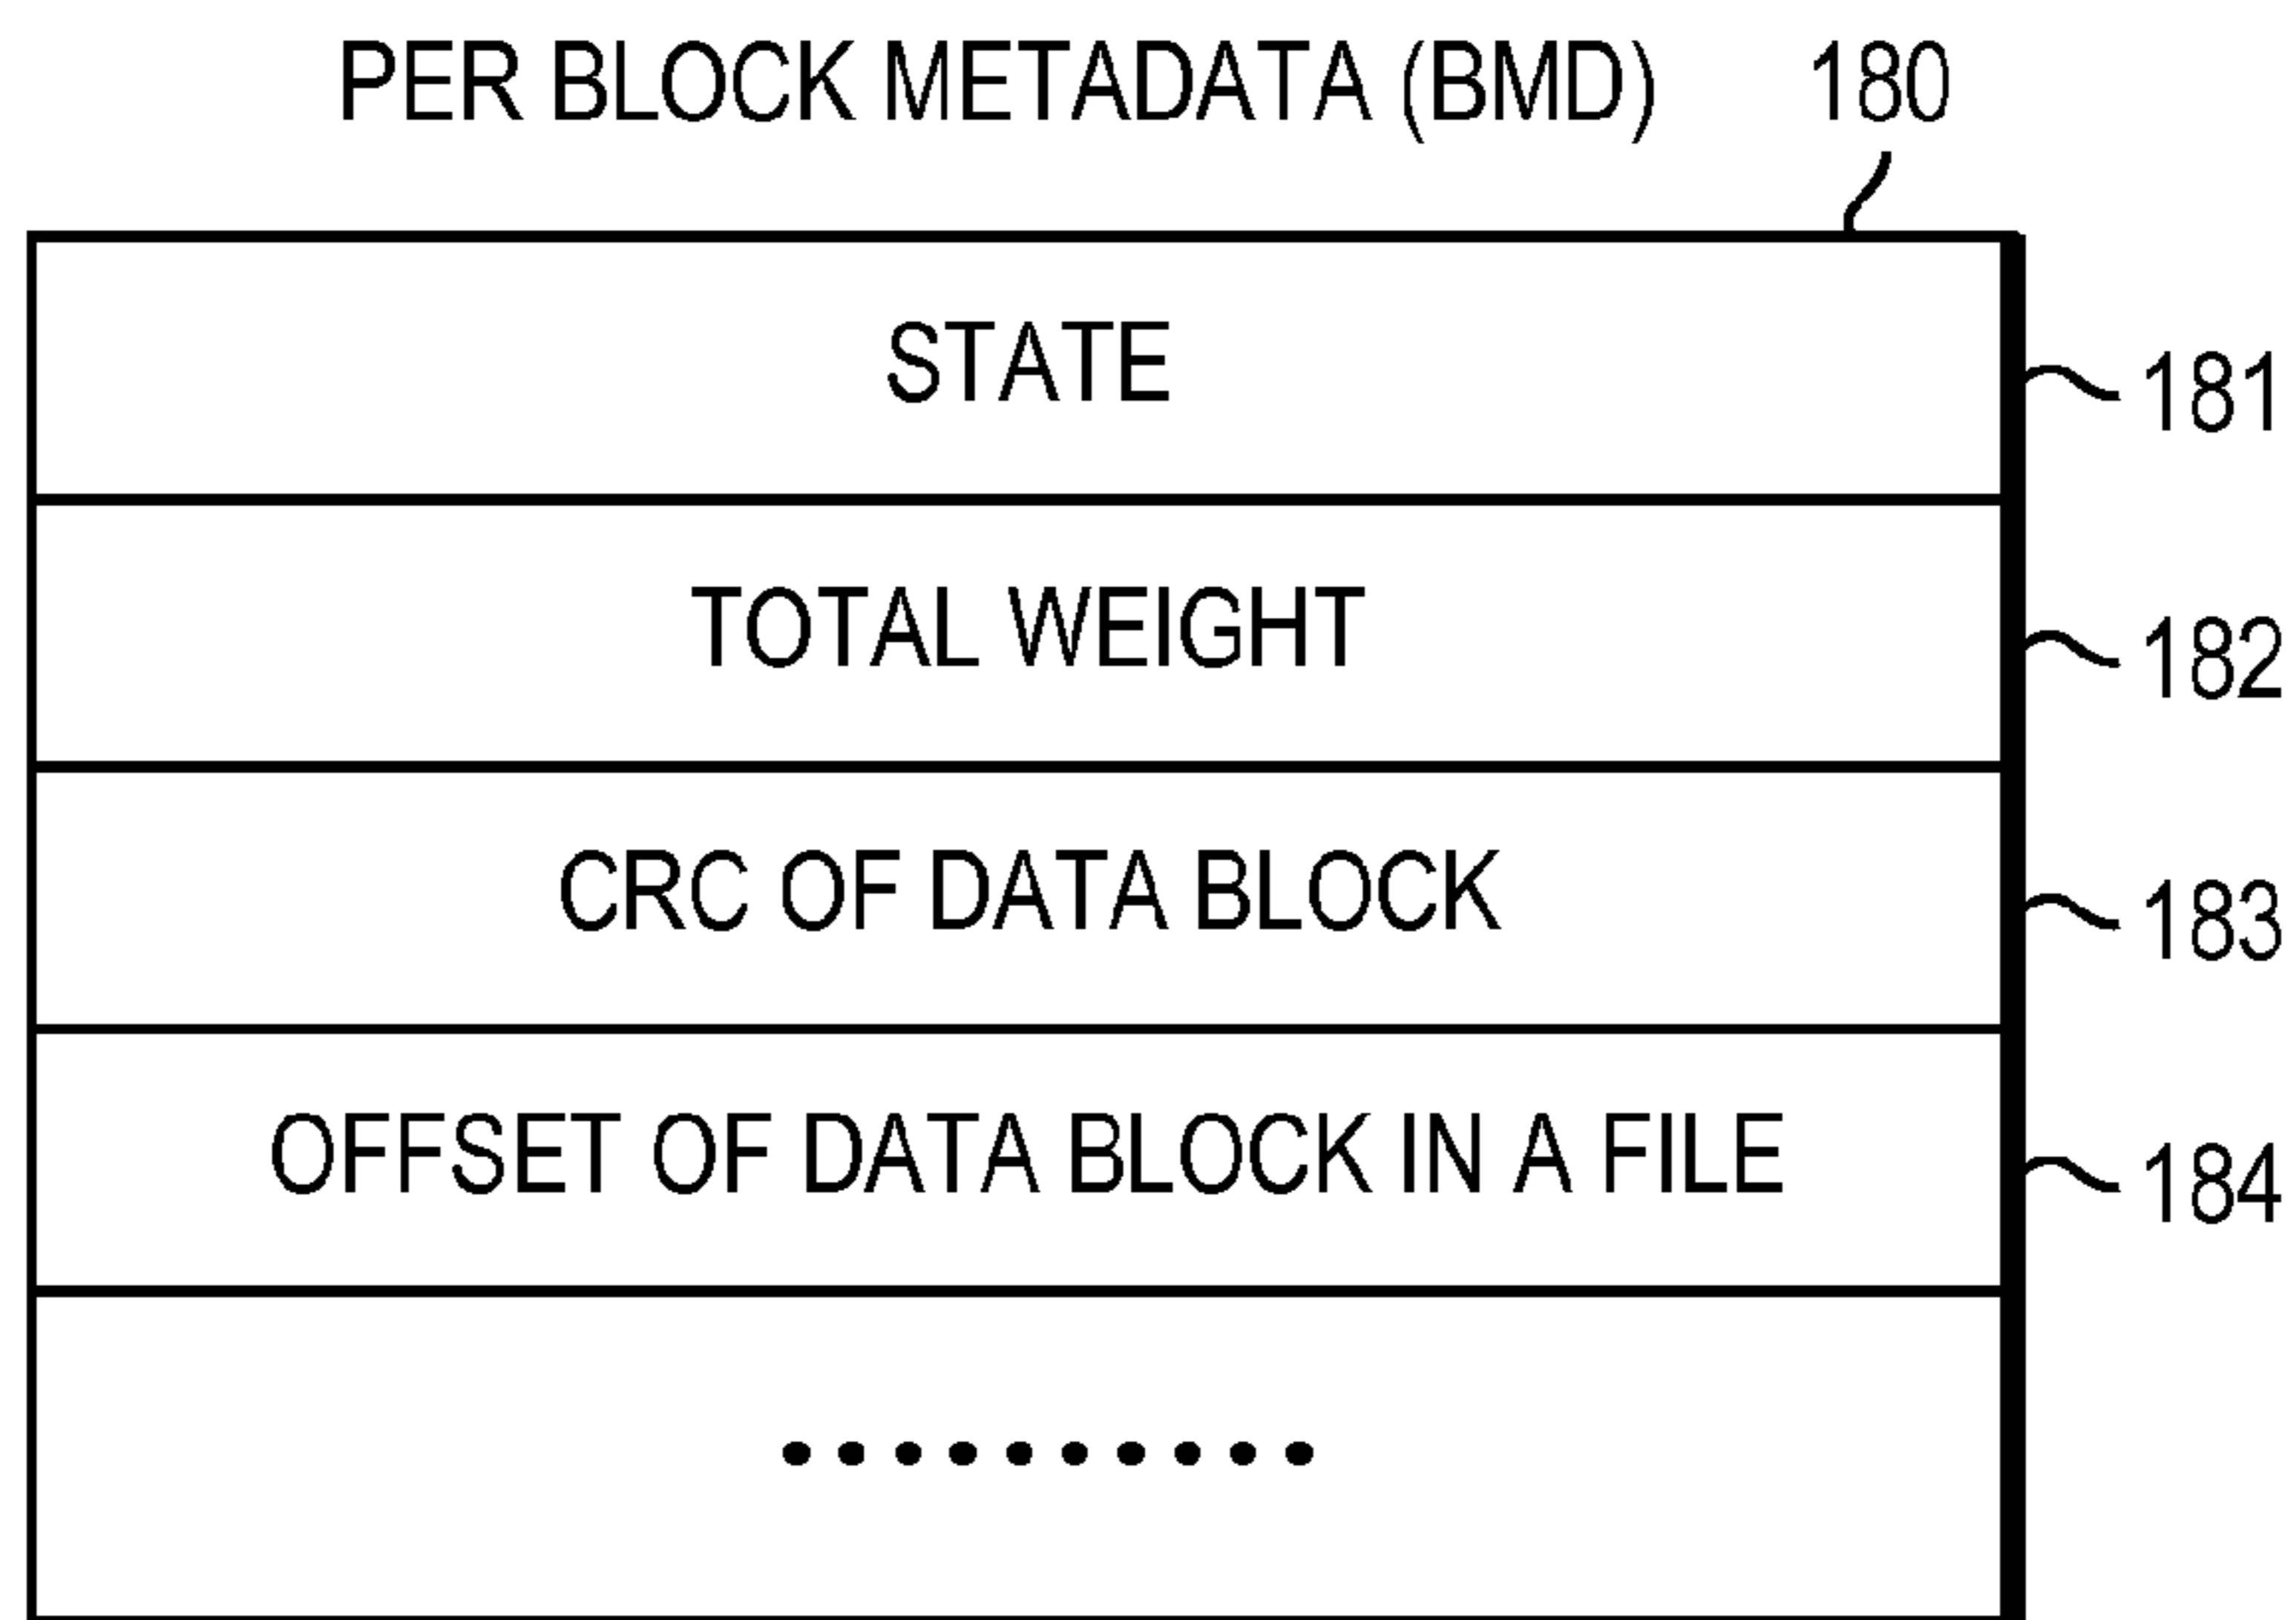 PER BLOCK METADATA (BMD) 180
STATE 181
TOTAL WEIGHT 182
CRC OF DATA BLOCK 183
OFFSET OF DATA BLOCK IN A FILE 184
..........